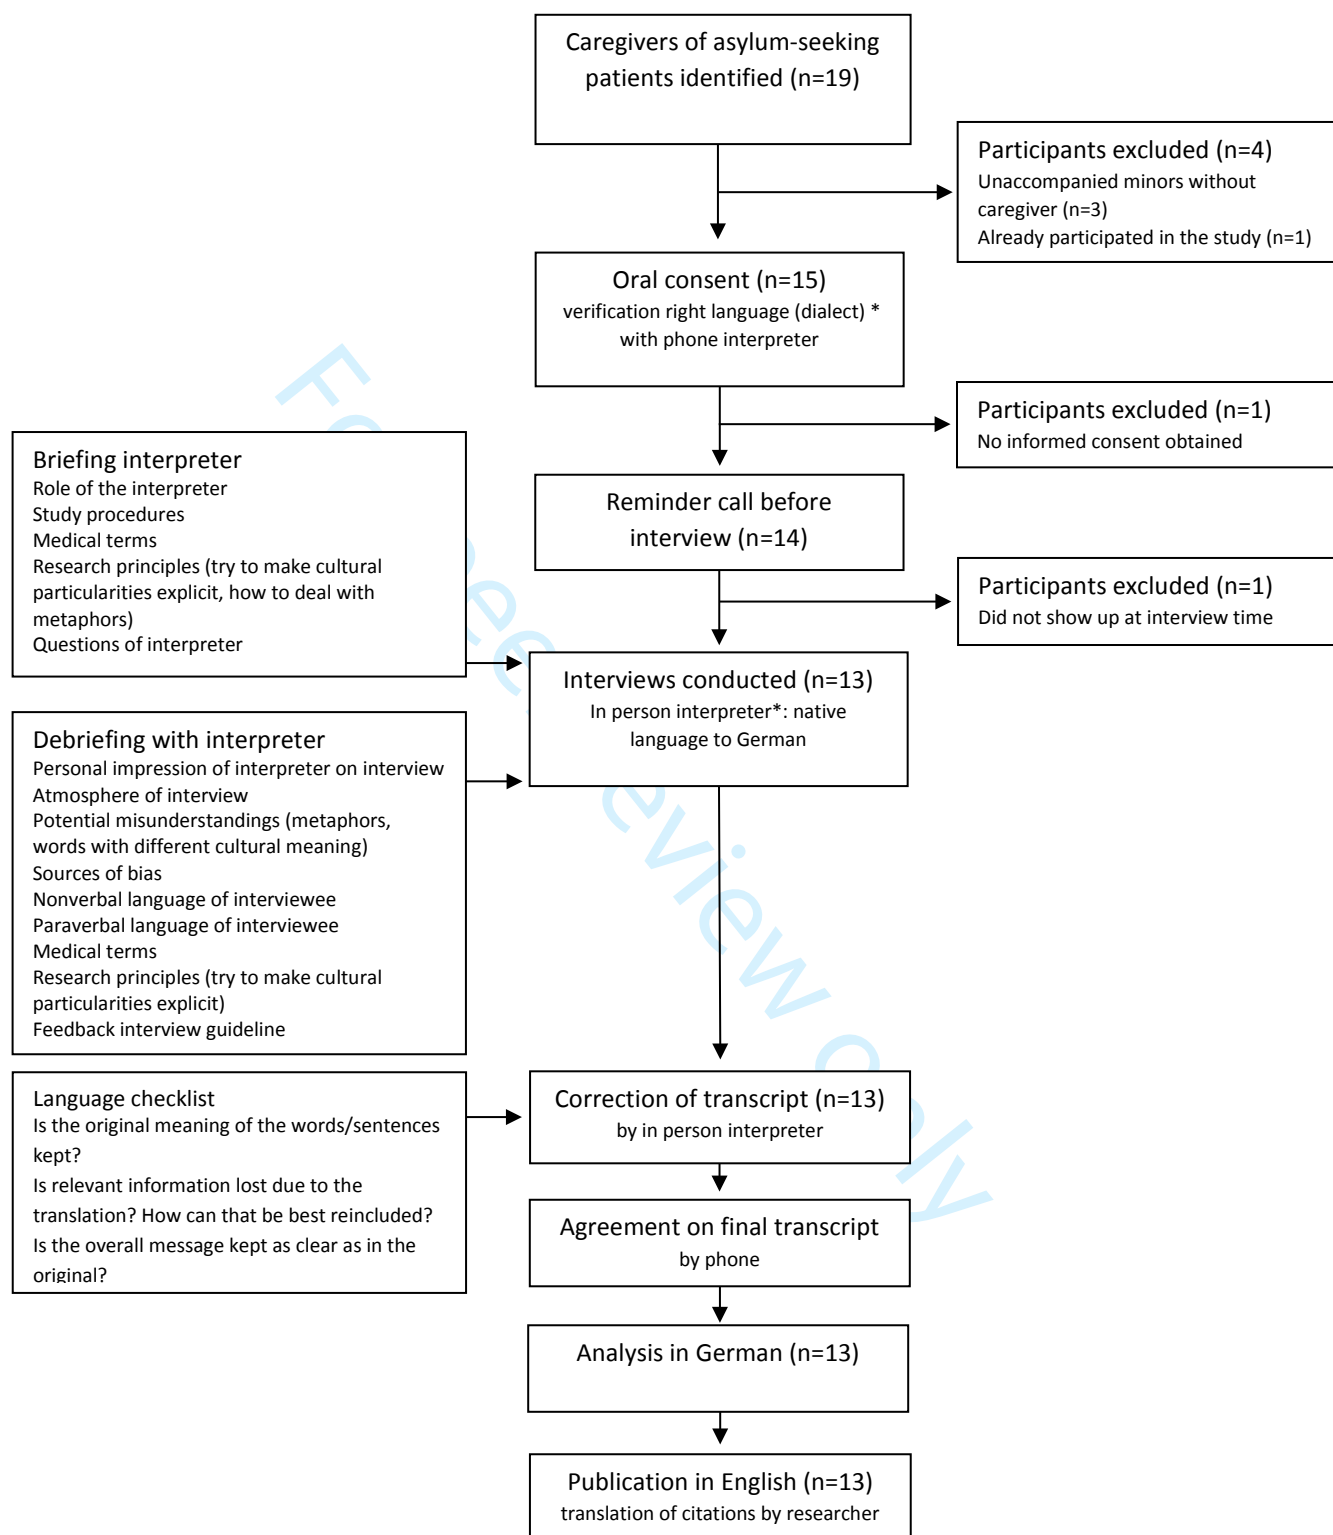 Caregivers of asylum-seeking
patients identified (n=19)
Participants excluded (n=4)
Unaccompanied minors without
caregiver (n=3)
Already participated in the study (n=1)
Oral consent (n=15)
verification right language (dialect) *
with phone interpreter
Participants excluded (n=1)
No informed consent obtained
Briefing interpreter
Role of the interpreter
Study procedures
Medical terms
Research principles (try to make cultural
particularities explicit, how to deal with
metaphors)
Questions of interpreter
Reminder call before
interview (n=14)
Participants excluded (n=1)
Did not show up at interview time
Interviews conducted (n=13)
In person interpreter*: native
language to German
Debriefing with interpreter
Personal impression of interpreter on interview
Atmosphere of interview
Potential misunderstandings (metaphors,
words with different cultural meaning)
Sources of bias
Nonverbal language of interviewee
Paraverbal language of interviewee
Medical terms
Research principles (try to make cultural
particularities explicit)
Feedback interview guideline
Language checklist
Is the original meaning of the words/sentences
kept?
Is relevant information lost due to the
translation? How can that be best reincluded?
Is the overall message kept as clear as in the
original?
Correction of transcript (n=13)
by in person interpreter
Agreement on final transcript
by phone
Analysis in German (n=13)
Publication in English (n=13)
translation of citations by researcher
For peer review only